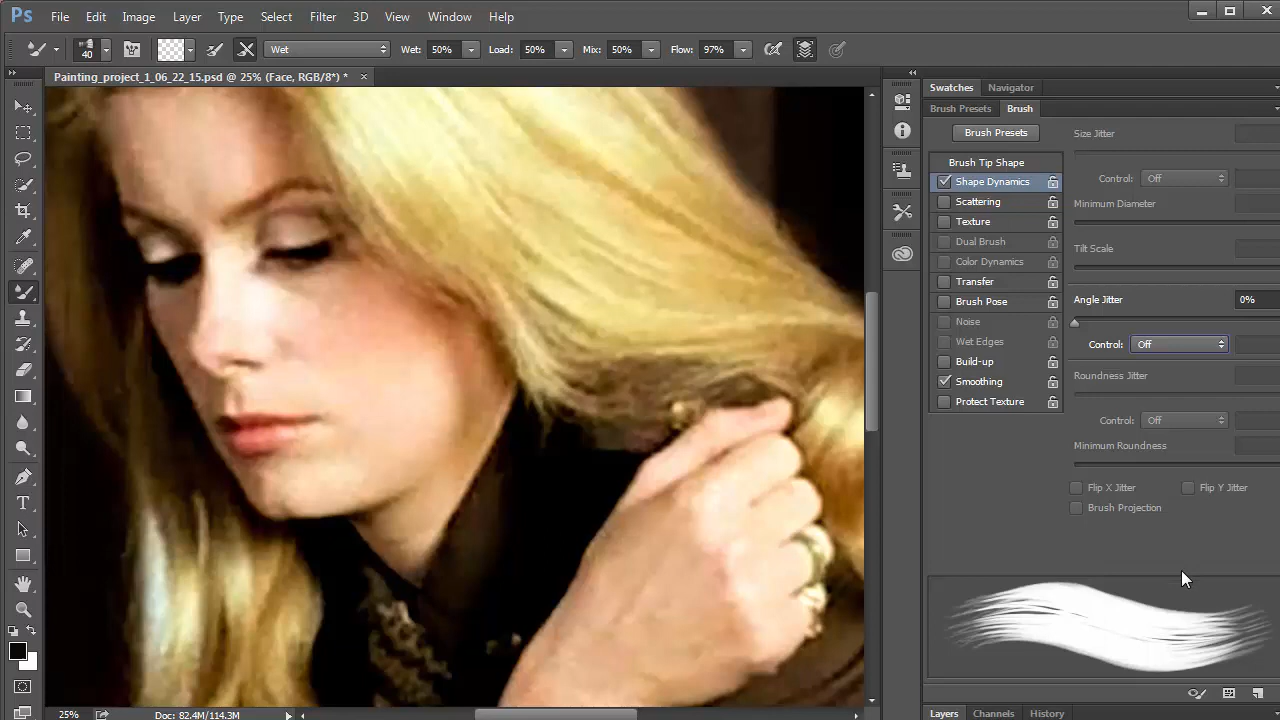 Ps File Edit Image Layer Type Select Filter 3D View Window Help
40 Wet Wet: 50% Load: 50% Mix: 50% Flow: 97%
Painting_project_1_06_22_15.psd @ 25% (Face, RGB/8*) * ×
Swatches Navigator
Brush Presets Brush
Brush Presets
Size Jitter
Brush Tip Shape
Shape Dynamics
Control: Off
Scattering
Minimum Diameter
Texture
Dual Brush
Tilt Scale
Color Dynamics
Transfer
Brush Pose
Angle Jitter 0%
Noise
Wet Edges
Control: Off
Build-up
Roundness Jitter
Smoothing
Protect Texture
Control: Off
Minimum Roundness
Flip X Jitter Flip Y Jitter
Brush Projection
25% Doc: 82.4M/114.3M
Layers Channels History